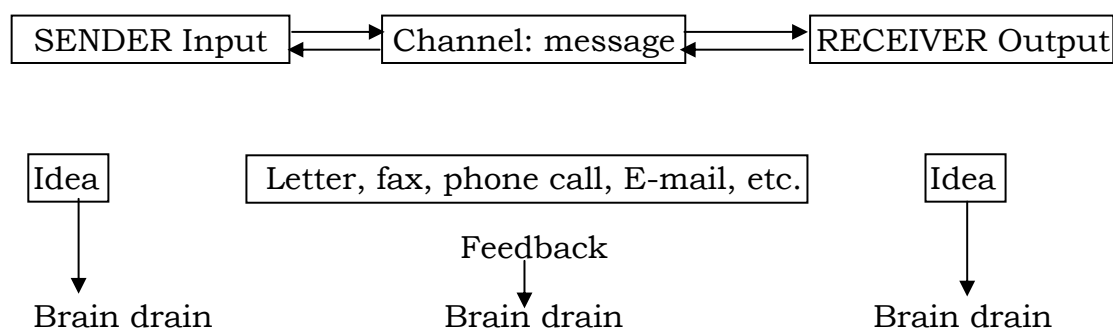 SENDER Input Channel: message RECEIVER Output
Idea Letter, fax, phone call, E-mail, etc. Idea
Feedback
Brain drain Brain drain Brain drain